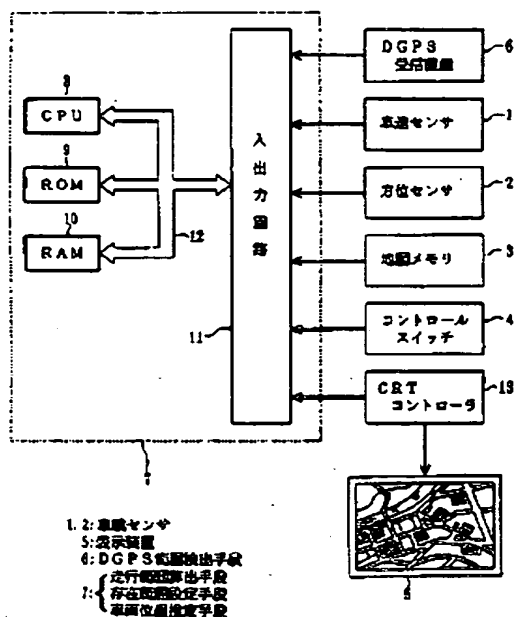 8
CPU
9
ROM
10
RAM
12
入出力回路
11
DGPS
受信装置
6
車速センサ
1
方位センサ
2
地図メモリ
3
コントロール
スイッチ
4
CRT
コントローラ
13
5
1, 2: センサ
5:表示装置
6:DGPS位置検出手段
7:
走行 算出手段
存在範囲設定手段
車両位置推定手段